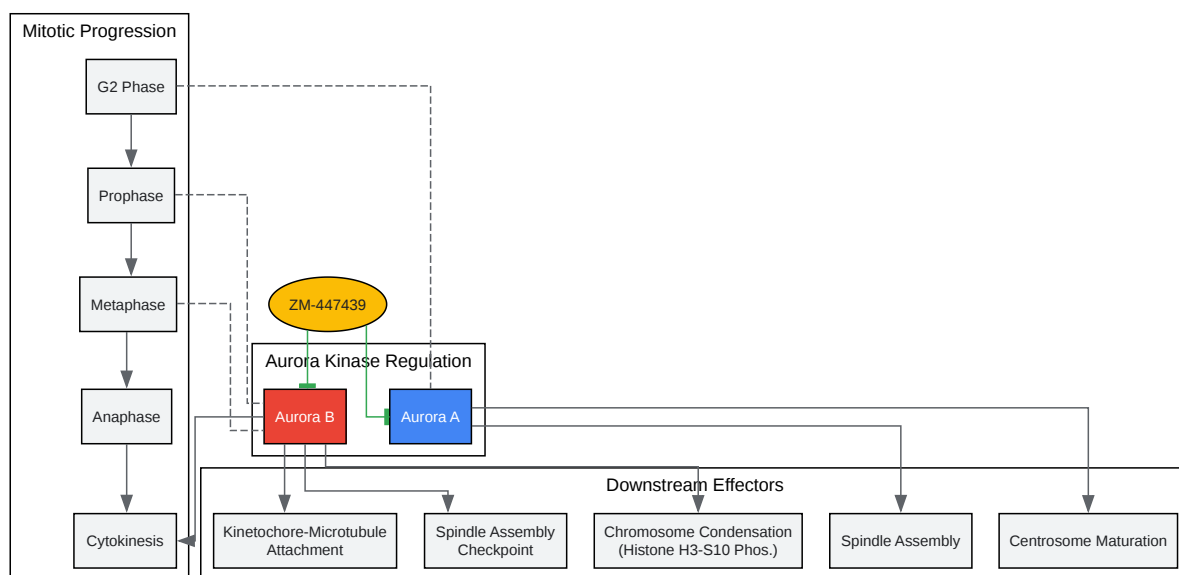 Mitotic Progression
G2 Phase
Prophase
Metaphase
Anaphase
Cytokinesis
ZM-447439
Aurora Kinase Regulation
Aurora B
Aurora A
Downstream Effectors
Kinetochore-Microtubule
Attachment
Spindle Assembly
Checkpoint
Chromosome Condensation
(Histone H3-S10 Phos.)
Spindle Assembly
Centrosome Maturation